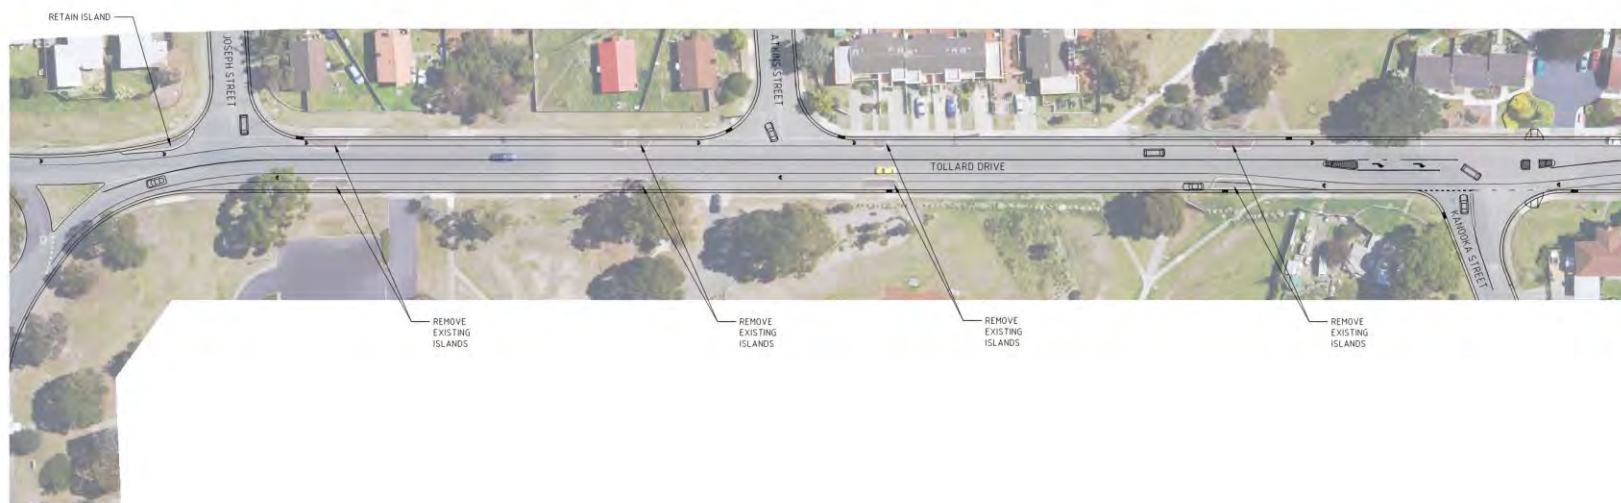 RETAIN ISLAND
JOSEPH STREET
ATKINS STREET
TOLLARD DRIVE
KANOOKA STREET
REMOVE
EXISTING
ISLANDS
REMOVE
EXISTING
ISLANDS
REMOVE
EXISTING
ISLANDS
REMOVE
EXISTING
ISLANDS